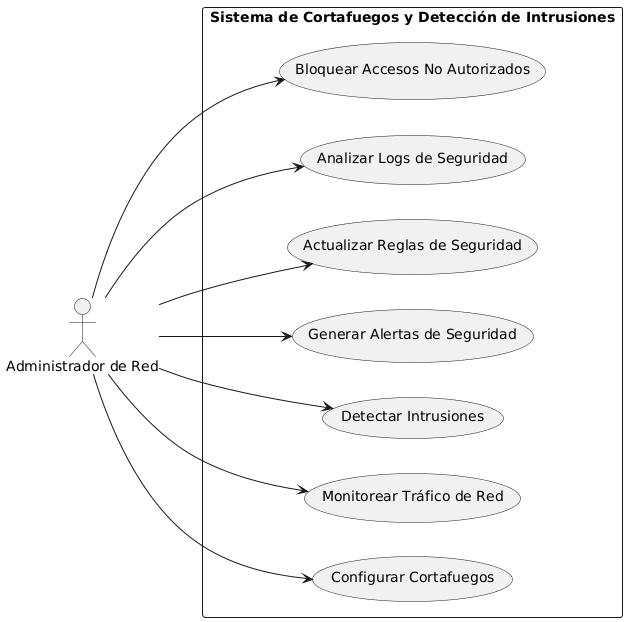 Sistema de Cortafuegos y Detección de Intrusiones
Bloquear Accesos No Autorizados
Analizar Logs de Seguridad
Actualizar Reglas de Seguridad
Generar Alertas de Seguridad
Administrador de Red
Detectar Intrusiones
Monitorear Tráfico de Red
Configurar Cortafuegos